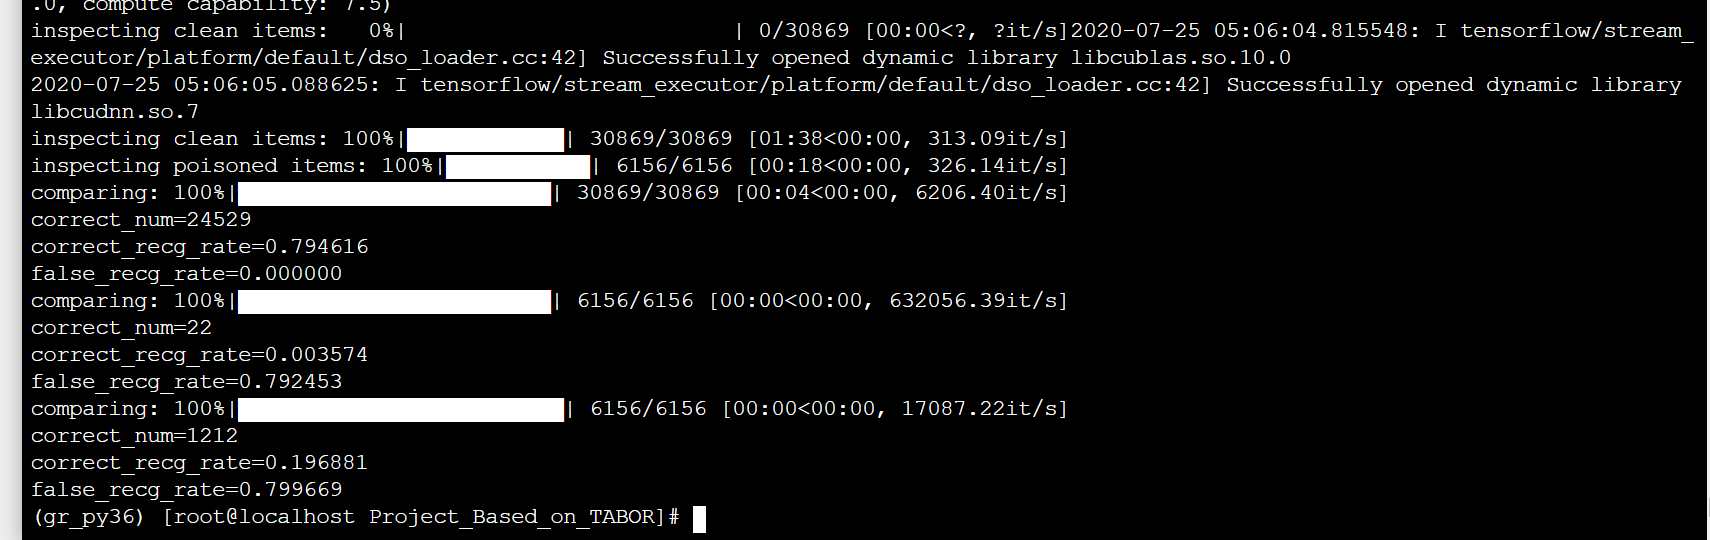 .0, compute capability: 7.5)
inspecting clean items:   0%|                         | 0/30869 [00:00<?, ?it/s]2020-07-25 05:06:04.815548: I tensorflow/stream_
executor/platform/default/dso_loader.cc:42] Successfully opened dynamic library libcublas.so.10.0
2020-07-25 05:06:05.088625: I tensorflow/stream_executor/platform/default/dso_loader.cc:42] Successfully opened dynamic library
libcudnn.so.7
inspecting clean items: 100%|████████████| 30869/30869 [01:38<00:00, 313.09it/s]
inspecting poisoned items: 100%|███████████| 6156/6156 [00:18<00:00, 326.14it/s]
comparing: 100%|████████████████████████| 30869/30869 [00:04<00:00, 6206.40it/s]
correct_num=24529
correct_recg_rate=0.794616
false_recg_rate=0.000000
comparing: 100%|████████████████████████| 6156/6156 [00:00<00:00, 632056.39it/s]
correct_num=22
correct_recg_rate=0.003574
false_recg_rate=0.792453
comparing: 100%|█████████████████████████| 6156/6156 [00:00<00:00, 17087.22it/s]
correct_num=1212
correct_recg_rate=0.196881
false_recg_rate=0.799669
(gr_py36) [root@localhost Project_Based_on_TABOR]#